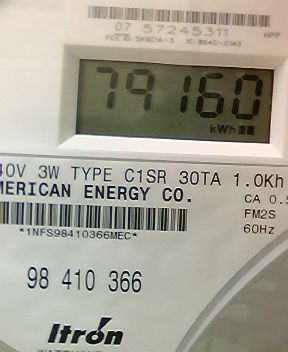 07 57245311
79160
kWh
40V 3W TYPE C1SR 30TA 1.0Kh
MERICAN ENERGY CO.
CA 0.5
FM2S
60Hz
*1NFS98410366MEC*
98 410 366
Itron